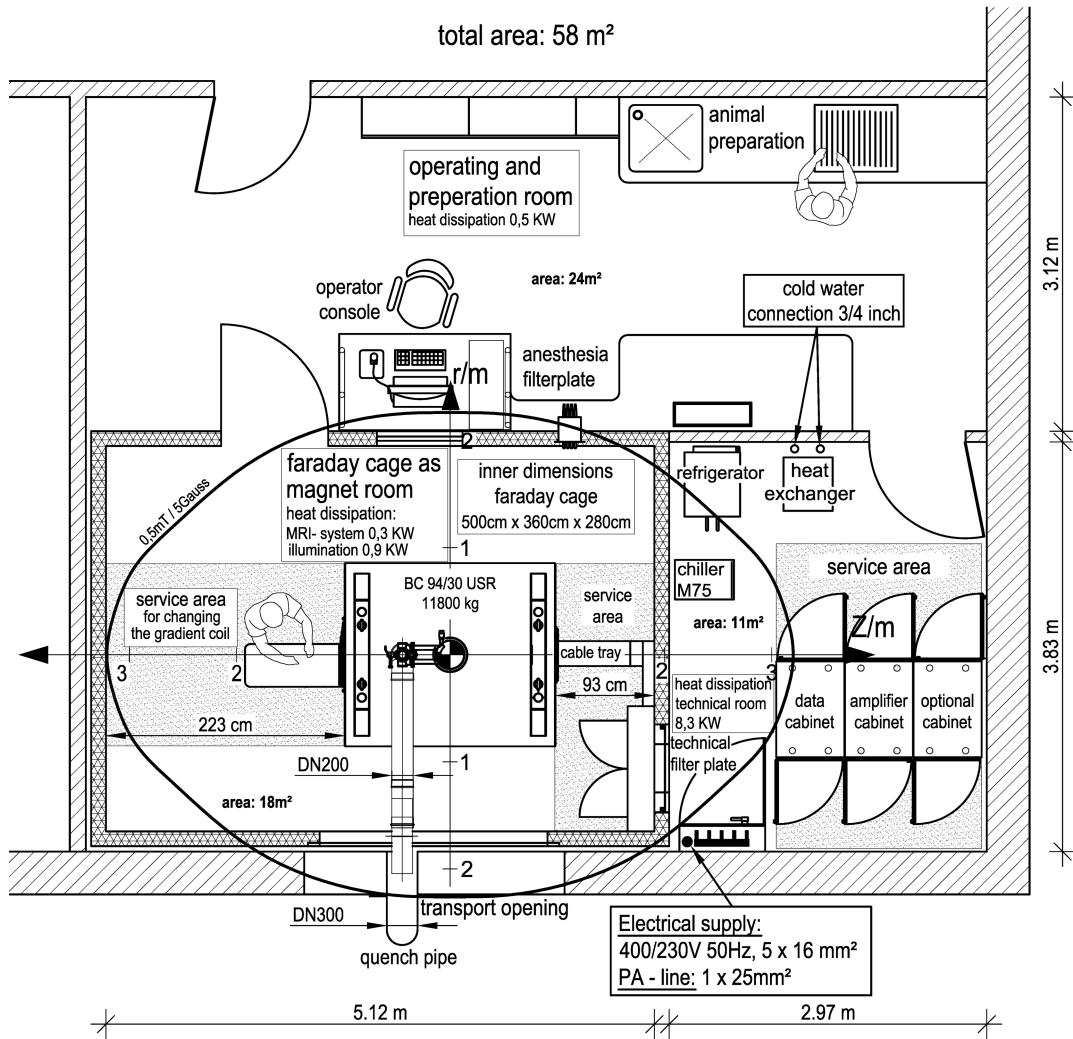 total area: 58 m²
animal
preparation
operating and
preperation room
heat dissipation 0,5 KW
3.12 m
operator
console
area: 24m²
cold water
connection 3/4 inch
anesthesia
filterplate
r/m
2
faraday cage as
magnet room
heat dissipation:
MRI- system 0,3 KW
illumination 0,9 KW
inner dimensions
faraday cage
500cm x 360cm x 280cm
refrigerator
heat
exchanger
0,5mT / 5Gauss
1
BC 94/30 USR
11800 kg
chiller
M75
service area
service area
for changing
the gradient coil
service
area
area: 11m²
Z/m
3
2
cable tray
2
3
3.83 m
93 cm
heat dissipation
technical room
8,3 KW
data
cabinet
amplifier
cabinet
optional
cabinet
223 cm
technical
filter plate
DN200
1
area: 18m²
2
DN300
transport opening
quench pipe
Electrical supply:
400/230V 50Hz, 5 x 16 mm²
PA - line: 1 x 25mm²
5.12 m
2.97 m